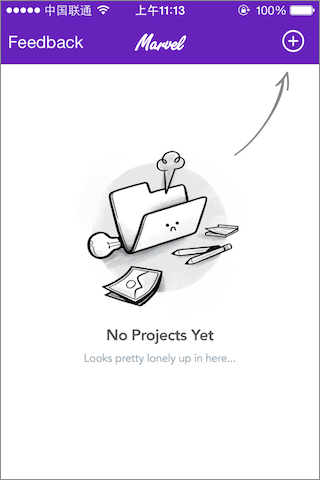 中国联通 上午11:13 100%
Feedback Marvel
No Projects Yet
Looks pretty lonely up in here...